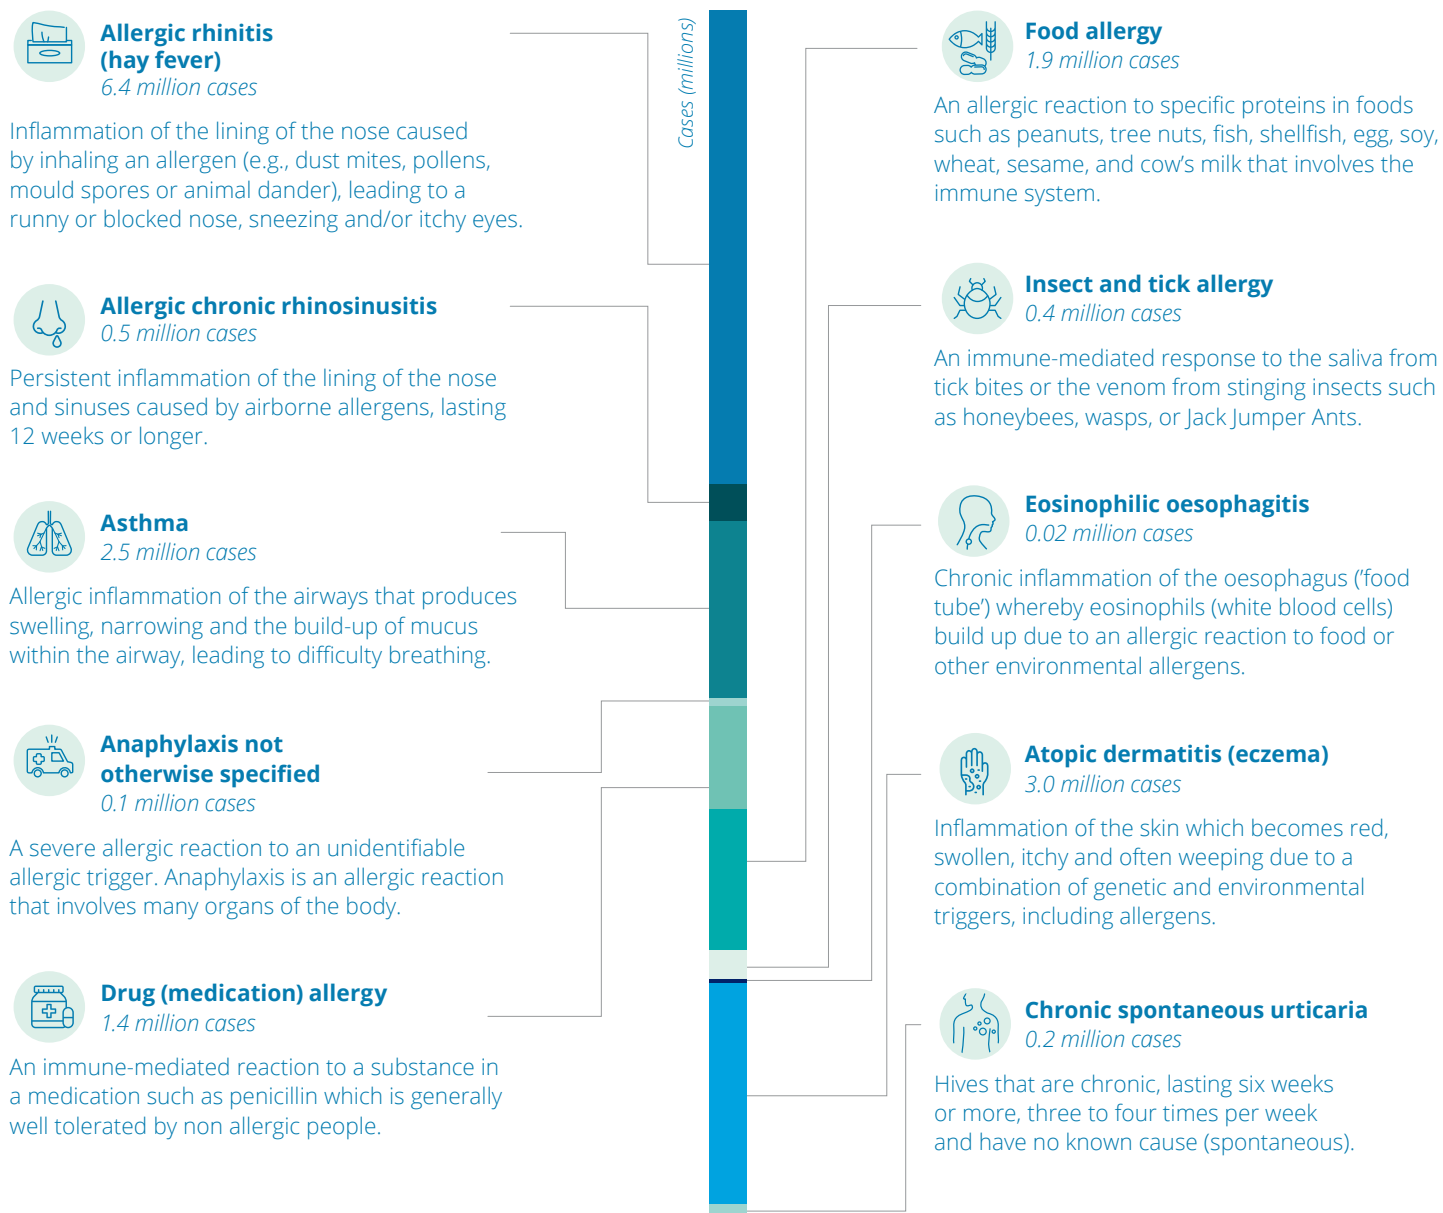 Allergic rhinitis
(hay fever)
6.4 million cases
Inflammation of the lining of the nose caused
by inhaling an allergen (e.g., dust mites, pollens,
mould spores or animal dander), leading to a
runny or blocked nose, sneezing and/or itchy eyes.
Allergic chronic rhinosinusitis
0.5 million cases
Persistent inflammation of the lining of the nose
and sinuses caused by airborne allergens, lasting
12 weeks or longer.
Asthma
2.5 million cases
Allergic inflammation of the airways that produces
swelling, narrowing and the build-up of mucus
within the airway, leading to difficulty breathing.
Anaphylaxis not
otherwise specified
0.1 million cases
A severe allergic reaction to an unidentifiable
allergic trigger. Anaphylaxis is an allergic reaction
that involves many organs of the body.
Drug (medication) allergy
1.4 million cases
An immune-mediated reaction to a substance in
a medication such as penicillin which is generally
well tolerated by non allergic people.
Cases (millions)
Food allergy
1.9 million cases
An allergic reaction to specific proteins in foods
such as peanuts, tree nuts, fish, shellfish, egg, soy,
wheat, sesame, and cow’s milk that involves the
immune system.
Insect and tick allergy
0.4 million cases
An immune-mediated response to the saliva from
tick bites or the venom from stinging insects such
as honeybees, wasps, or Jack Jumper Ants.
Eosinophilic oesophagitis
0.02 million cases
Chronic inflammation of the oesophagus (’food
tube’) whereby eosinophils (white blood cells)
build up due to an allergic reaction to food or
other environmental allergens.
Atopic dermatitis (eczema)
3.0 million cases
Inflammation of the skin which becomes red,
swollen, itchy and often weeping due to a
combination of genetic and environmental
triggers, including allergens.
Chronic spontaneous urticaria
0.2 million cases
Hives that are chronic, lasting six weeks
or more, three to four times per week
and have no known cause (spontaneous).